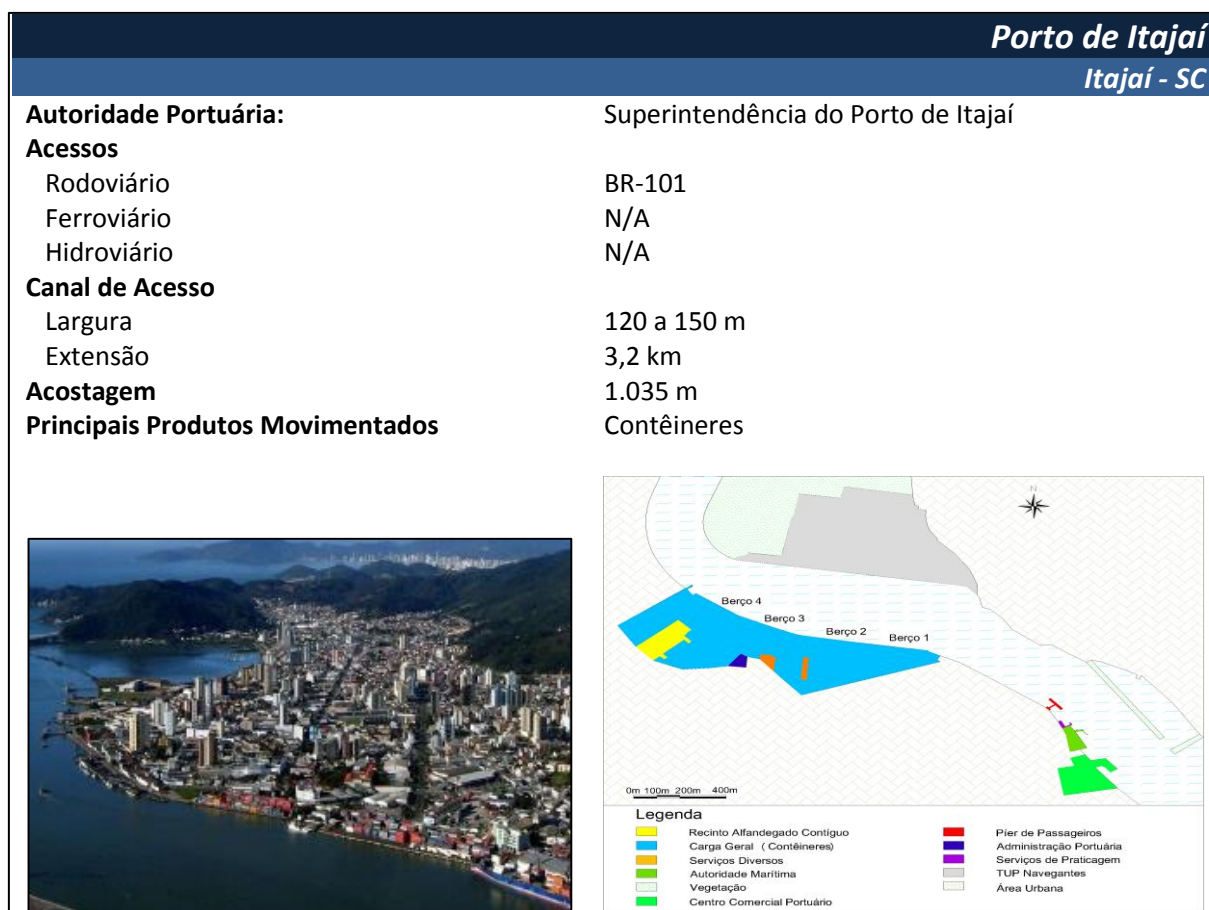 Porto de Itajaí
Itajaí - SC
Autoridade Portuária: Superintendência do Porto de Itajaí
Acessos
Rodoviário BR-101
Ferroviário N/A
Hidroviário N/A
Canal de Acesso
Largura 120 a 150 m
Extensão 3,2 km
Acostagem 1.035 m
Principais Produtos Movimentados Contêineres
N
Berço 4
Berço 3
Berço 2
Berço 1
0m 100m 200m 400m
Legenda
Recinto Alfandegado Contíguo
Carga Geral ( Contêineres)
Serviços Diversos
Autoridade Marítima
Vegetação
Centro Comercial Portuário
Píer de Passageiros
Administração Portuária
Serviços de Praticagem
TUP Navegantes
Área Urbana